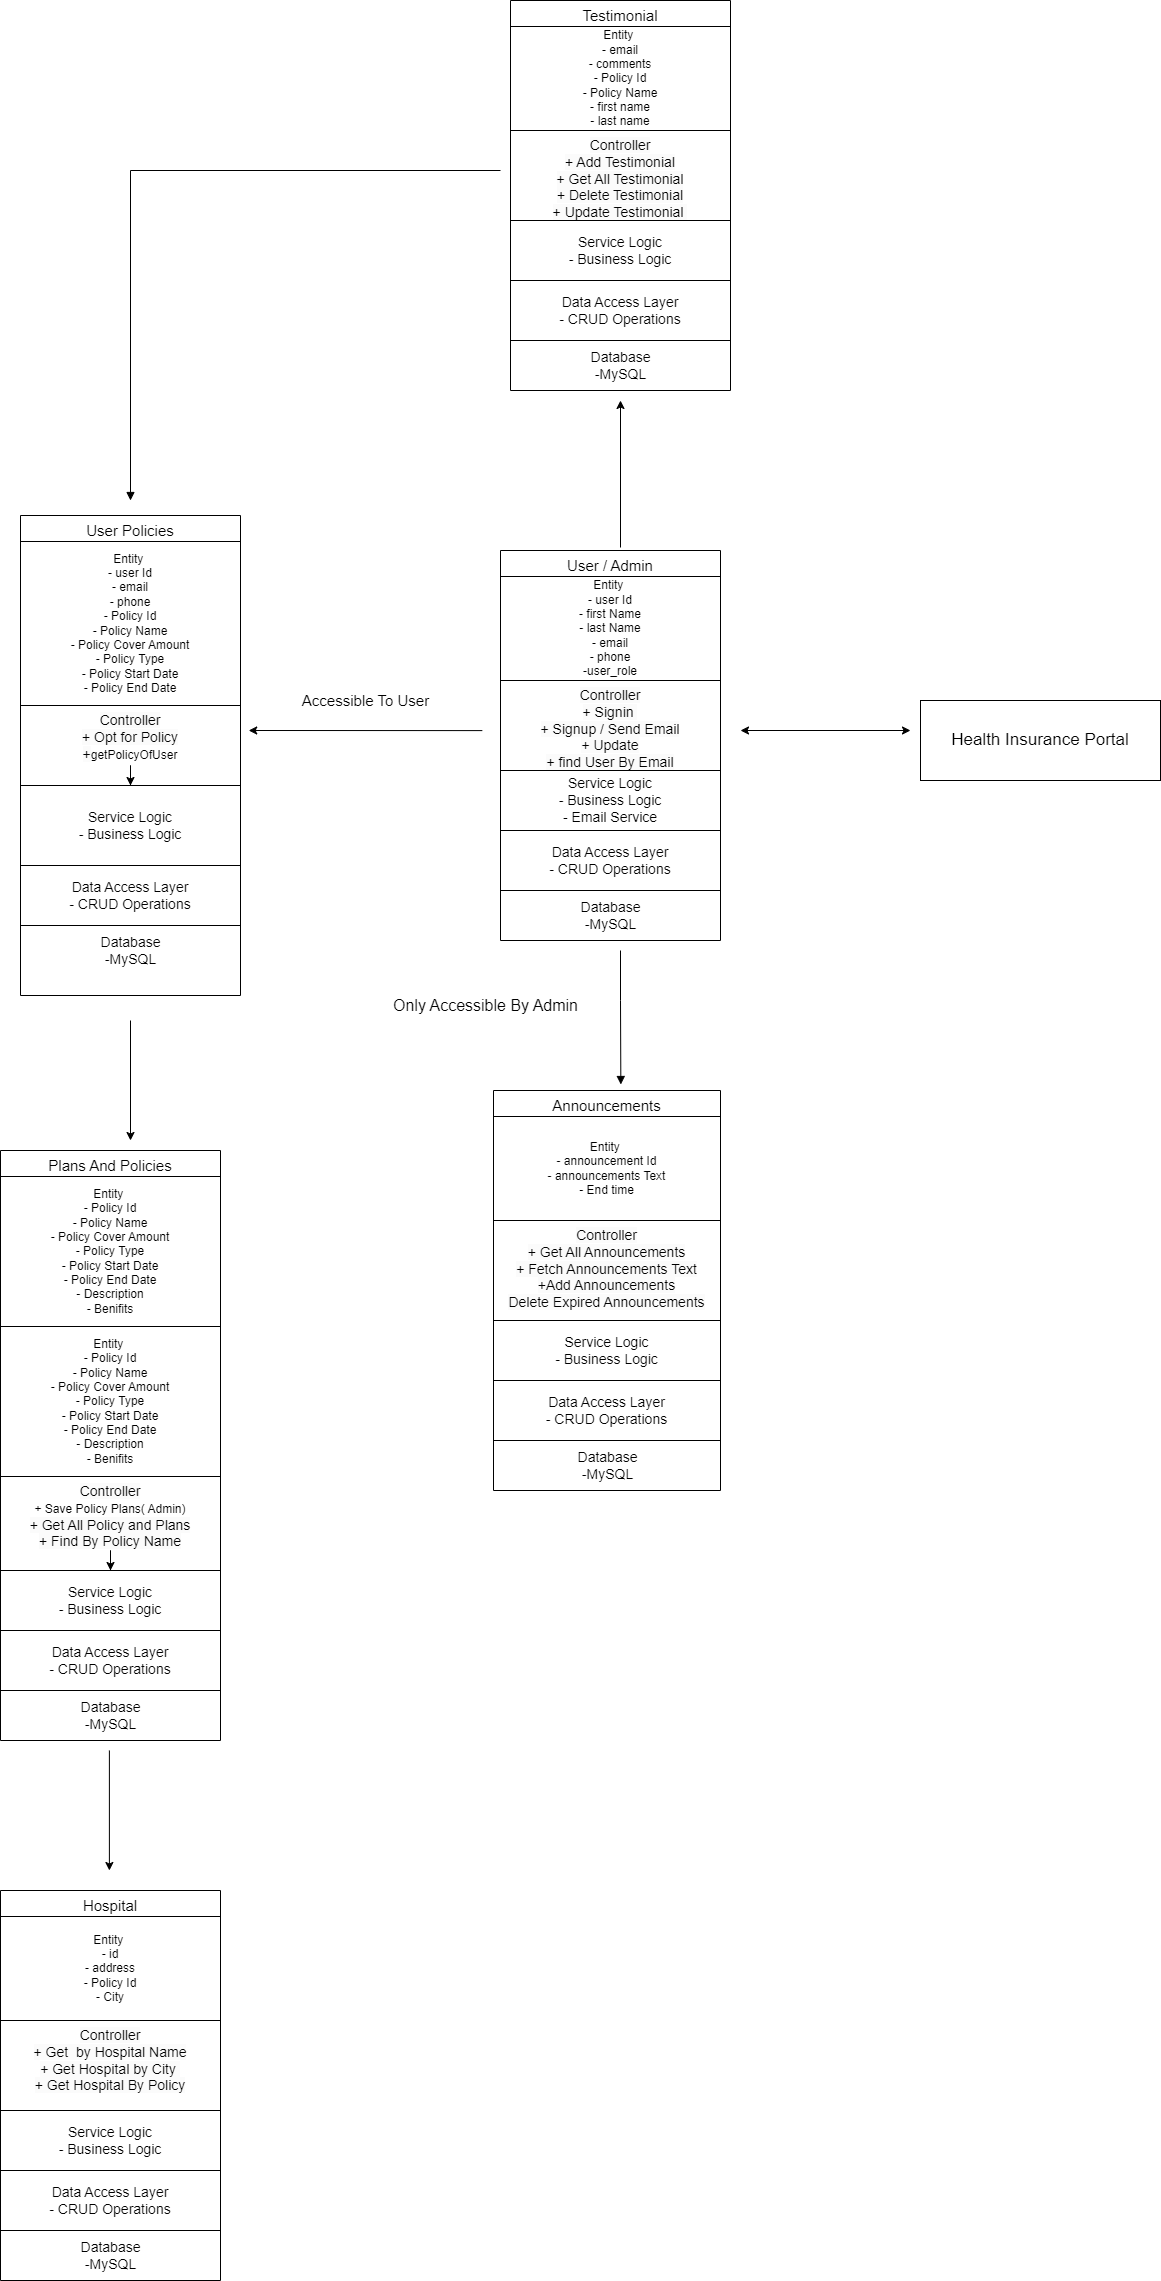 Testimonial
Entity
- email
- comments
- Policy Id
- Policy Name
- first name
- last name
Controller
+ Add Testimonial
+ Get All Testimonial
+ Delete Testimonial
+ Update Testimonial
Service Logic
- Business Logic
Data Access Layer
- CRUD Operations
Database
-MySQL
User Policies
Entity
- user Id
- email
- phone
- Policy Id
- Policy Name
- Policy Cover Amount
- Policy Type
- Policy Start Date
- Policy End Date
Controller
+ Opt for Policy
+getPolicyOfUser
Service Logic
- Business Logic
Data Access Layer
- CRUD Operations
Database
-MySQL
Accessible To User
User / Admin
Entity
- user Id
- first Name
- last Name
- email
- phone
-user_role
Controller
+ Signin
+ Signup / Send Email
+ Update
+ find User By Email
Service Logic
- Business Logic
- Email Service
Data Access Layer
- CRUD Operations
Database
-MySQL
Health Insurance Portal
Only Accessible By Admin
Announcements
Entity
- announcement Id
- announcements Text
- End time
Controller
+ Get All Announcements
+ Fetch Announcements Text
+Add Announcements
Delete Expired Announcements
Service Logic
- Business Logic
Data Access Layer
- CRUD Operations
Database
-MySQL
Plans And Policies
Entity
- Policy Id
- Policy Name
- Policy Cover Amount
- Policy Type
- Policy Start Date
- Policy End Date
- Description
- Benifits
Entity
- Policy Id
- Policy Name
- Policy Cover Amount
- Policy Type
- Policy Start Date
- Policy End Date
- Description
- Benifits
Controller
+ Save Policy Plans( Admin)
+ Get All Policy and Plans
+ Find By Policy Name
Service Logic
- Business Logic
Data Access Layer
- CRUD Operations
Database
-MySQL
Hospital
Entity
- id
- address
- Policy Id
- City
Controller
+ Get  by Hospital Name
+ Get Hospital by City
+ Get Hospital By Policy
Service Logic
- Business Logic
Data Access Layer
- CRUD Operations
Database
-MySQL